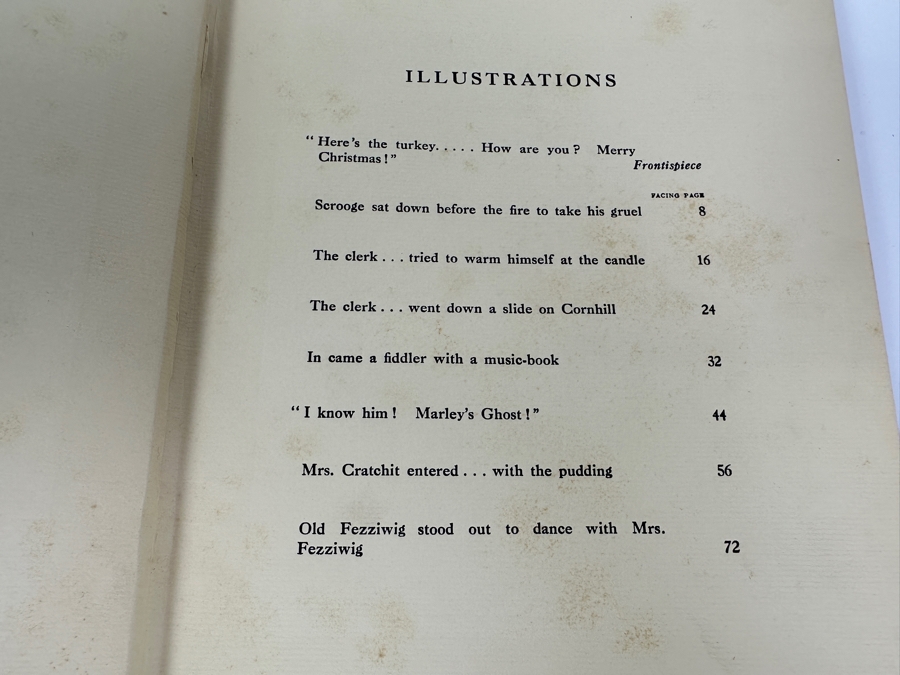 ILLUSTRATIONS
“Here’s the turkey. . . . . How are you? Merry
Christmas!”
Frontispiece
FACING PAGE
Scrooge sat down before the fire to take his gruel 8
The clerk . . . tried to warm himself at the candle 16
The clerk . . . went down a slide on Cornhill 24
In came a fiddler with a music-book 32
“I know him! Marley’s Ghost!” 44
Mrs. Cratchit entered . . . with the pudding 56
Old Fezziwig stood out to dance with Mrs.
Fezziwig 72